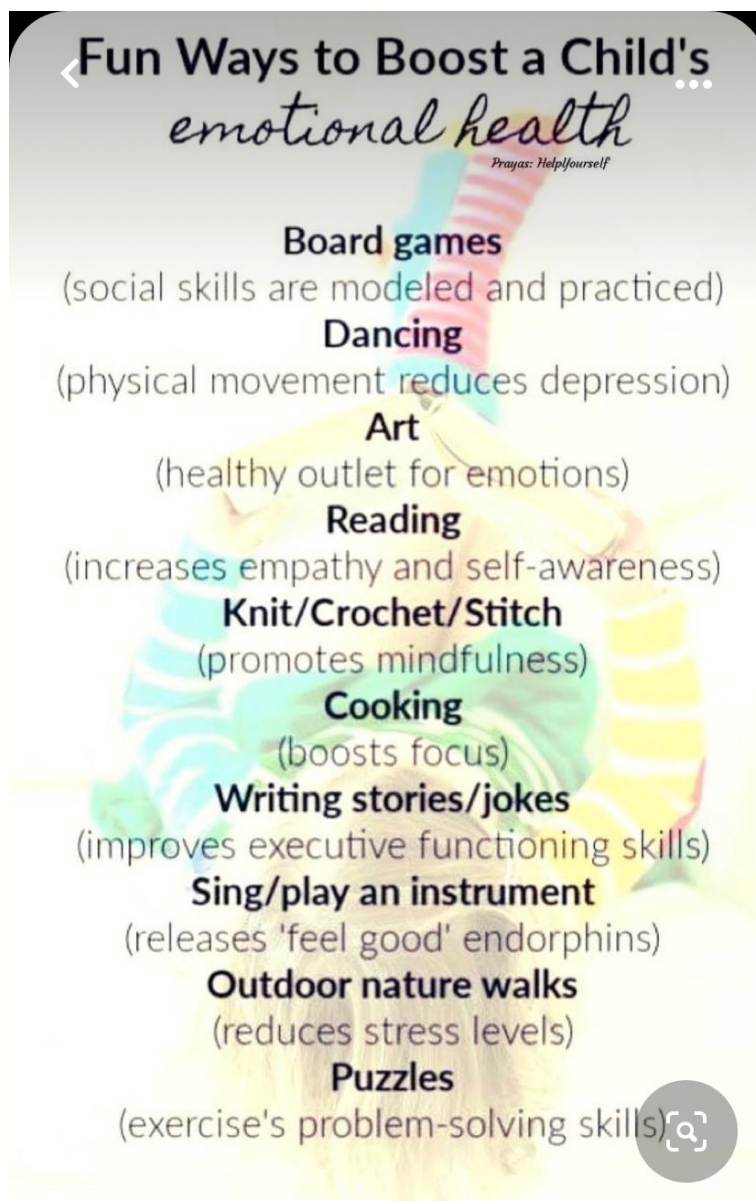 Fun Ways to Boost a Child's
emotional health
Prayas: HelpYourself
Board games
(social skills are modeled and practiced)
Dancing
(physical movement reduces depression)
Art
(healthy outlet for emotions)
Reading
(increases empathy and self-awareness)
Knit/Crochet/Stitch
(promotes mindfulness)
Cooking
(boosts focus)
Writing stories/jokes
(improves executive functioning skills)
Sing/play an instrument
(releases 'feel good' endorphins)
Outdoor nature walks
(reduces stress levels)
Puzzles
(exercise's problem-solving skills)